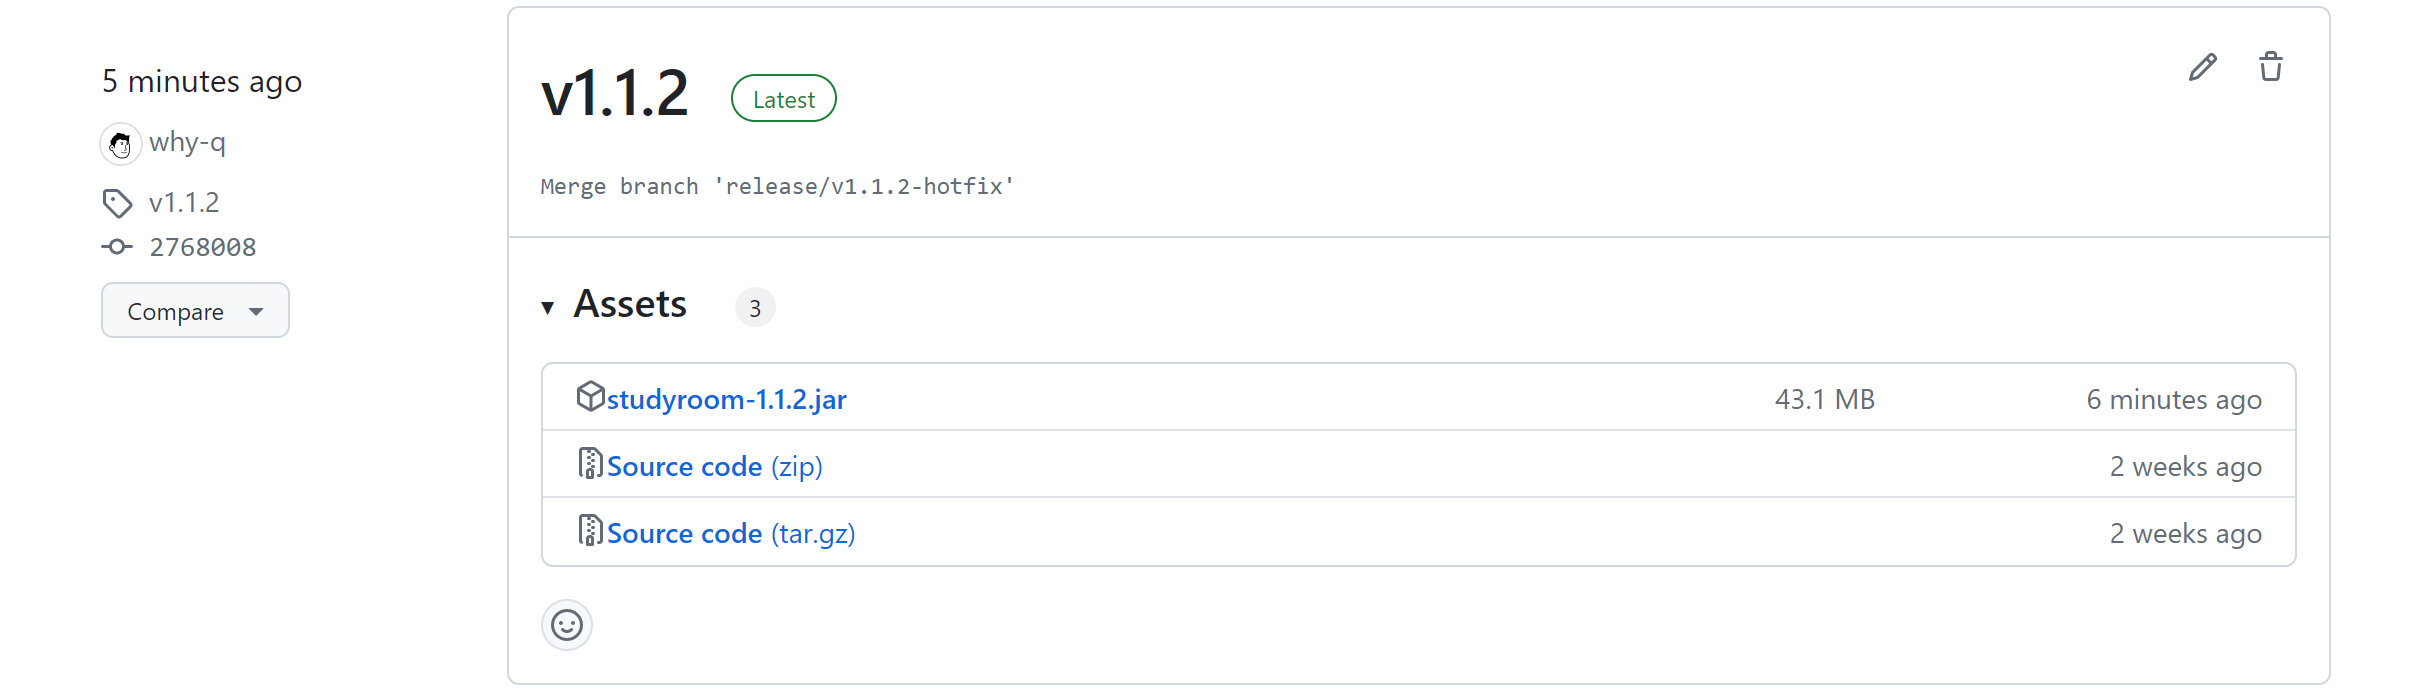 5 minutes ago
why-q
v1.1.2
2768008
Compare
v1.1.2 Latest
Merge branch 'release/v1.1.2-hotfix'
Assets 3
studyroom-1.1.2.jar 43.1 MB 6 minutes ago
Source code (zip) 2 weeks ago
Source code (tar.gz) 2 weeks ago